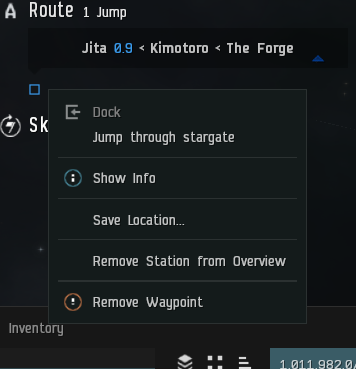 Route 1 Jump
Jita 0.9 < Kimotoro < The Forge
Dock
Sk
Jump through stargate
Show Info
Save Location...
Remove Station from Overview
Remove Waypoint
Inventory
1.011.982.0